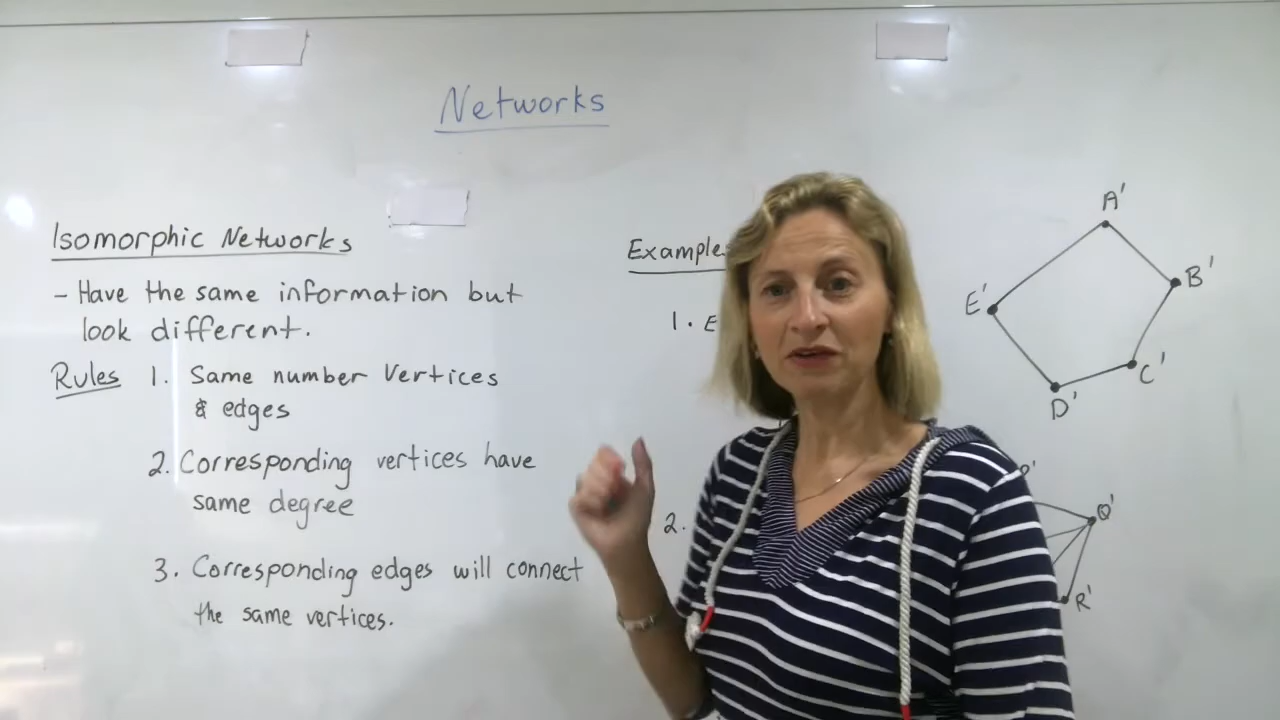 Networks
Isomorphic Networks
- Have the same information but
look different.
Rules 1. Same number Vertices
& edges
2. Corresponding vertices have
same degree
3. Corresponding edges will connect
the same vertices.
Example
1. E
A'
B'
E'
C'
D'
2.
P'
Q'
R'